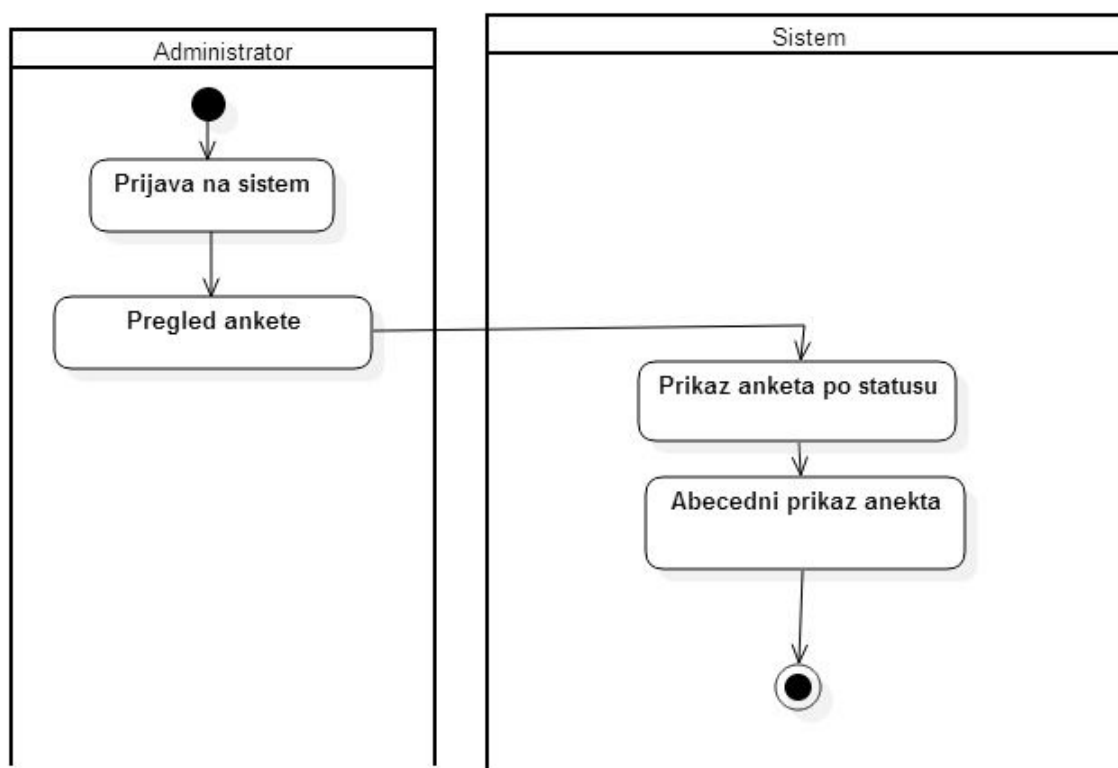 Administrator
Sistem
Prijava na sistem
Pregled ankete
Prikaz anketa po statusu
Abecedni prikaz anekta